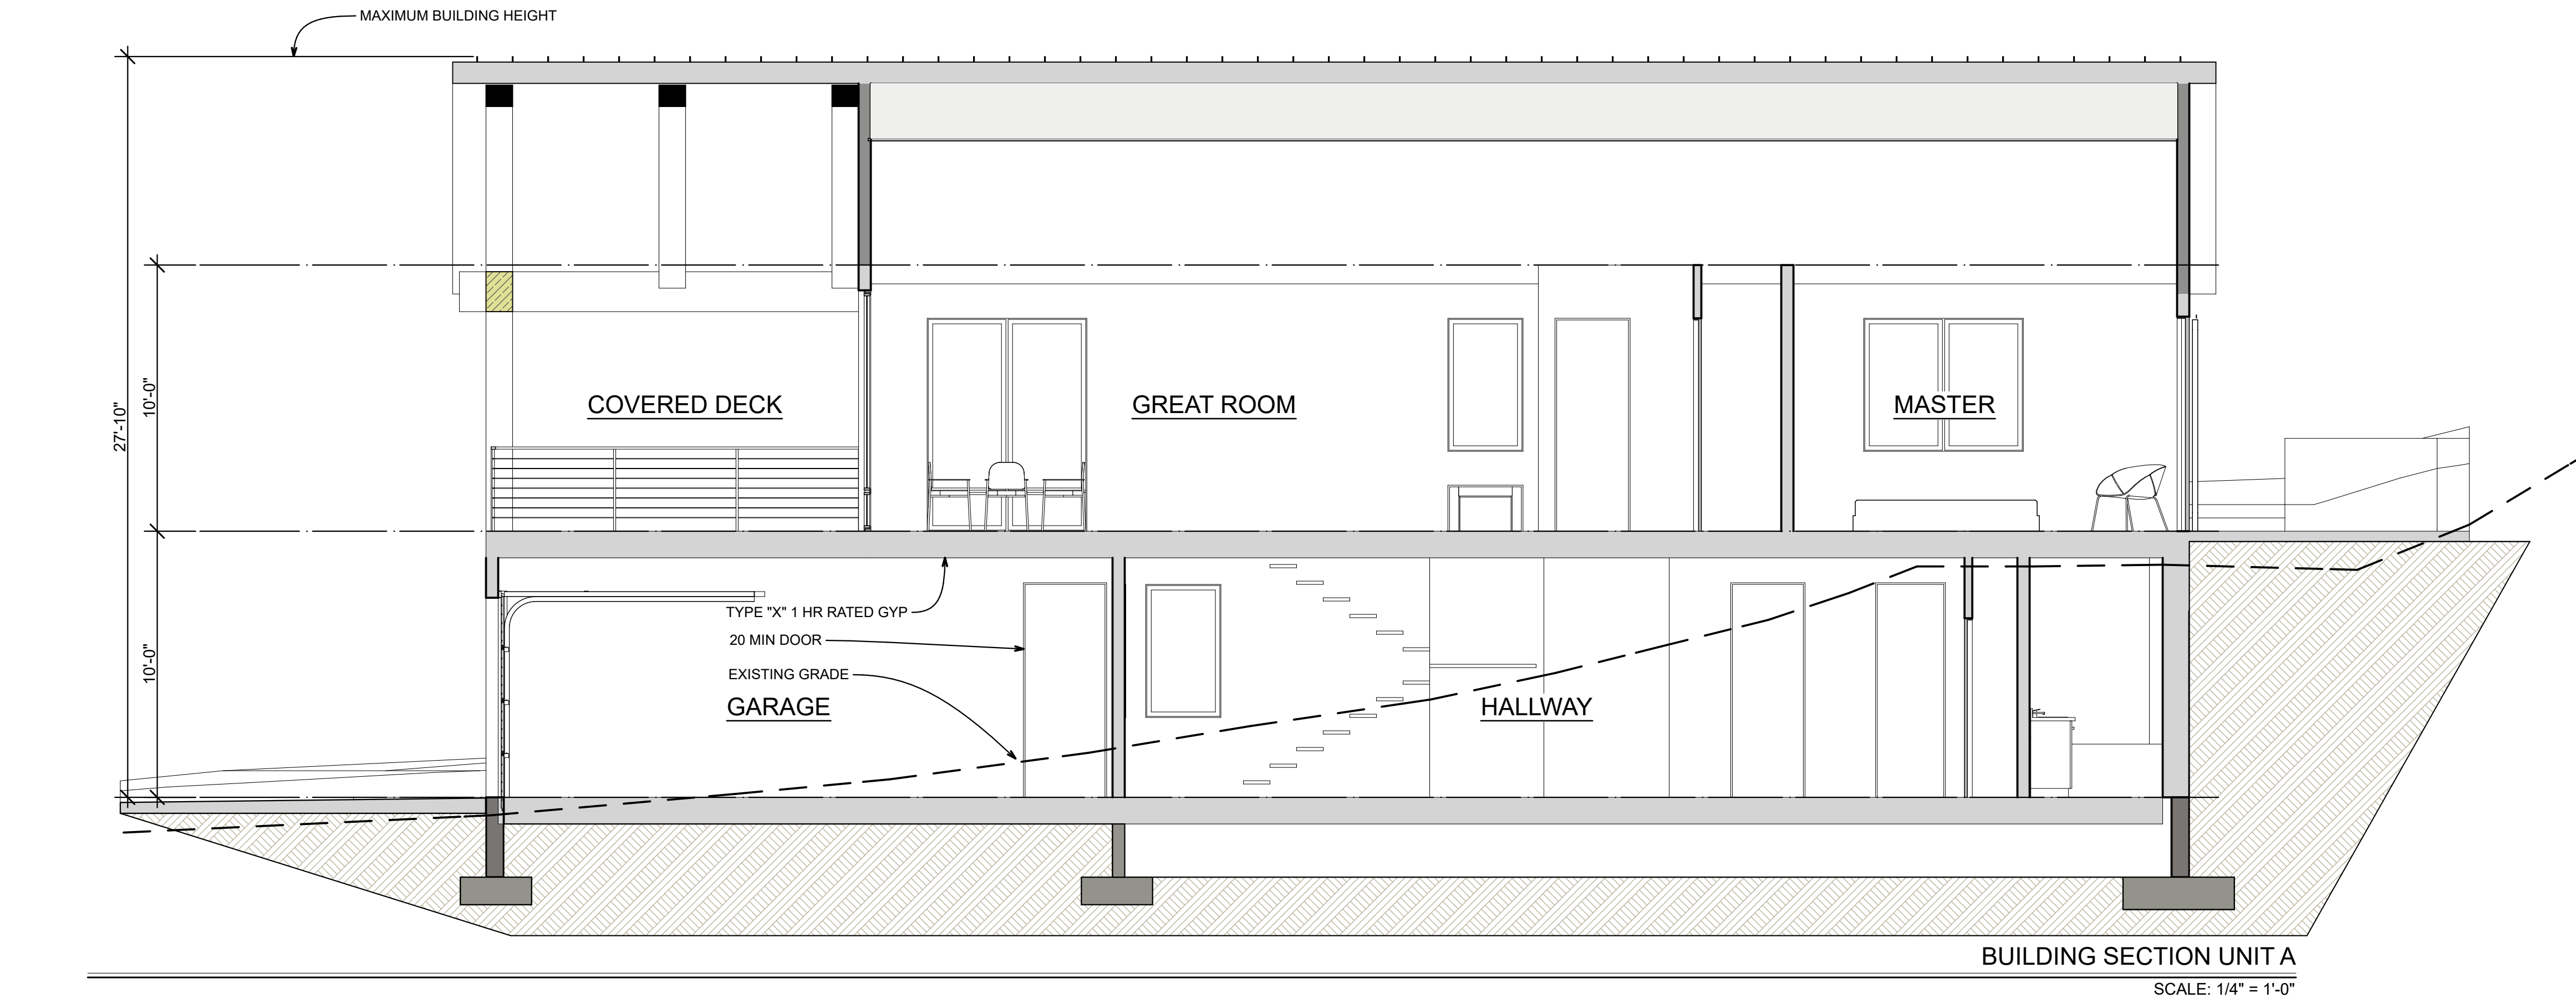 MAXIMUM BUILDING HEIGHT
27'-10"
10'-0"
COVERED DECK
GREAT ROOM
MASTER
TYPE "X" 1 HR RATED GYP
20 MIN DOOR
10'-0"
EXISTING GRADE
GARAGE
HALLWAY
BUILDING SECTION UNIT A
SCALE: 1/4" = 1'-0"